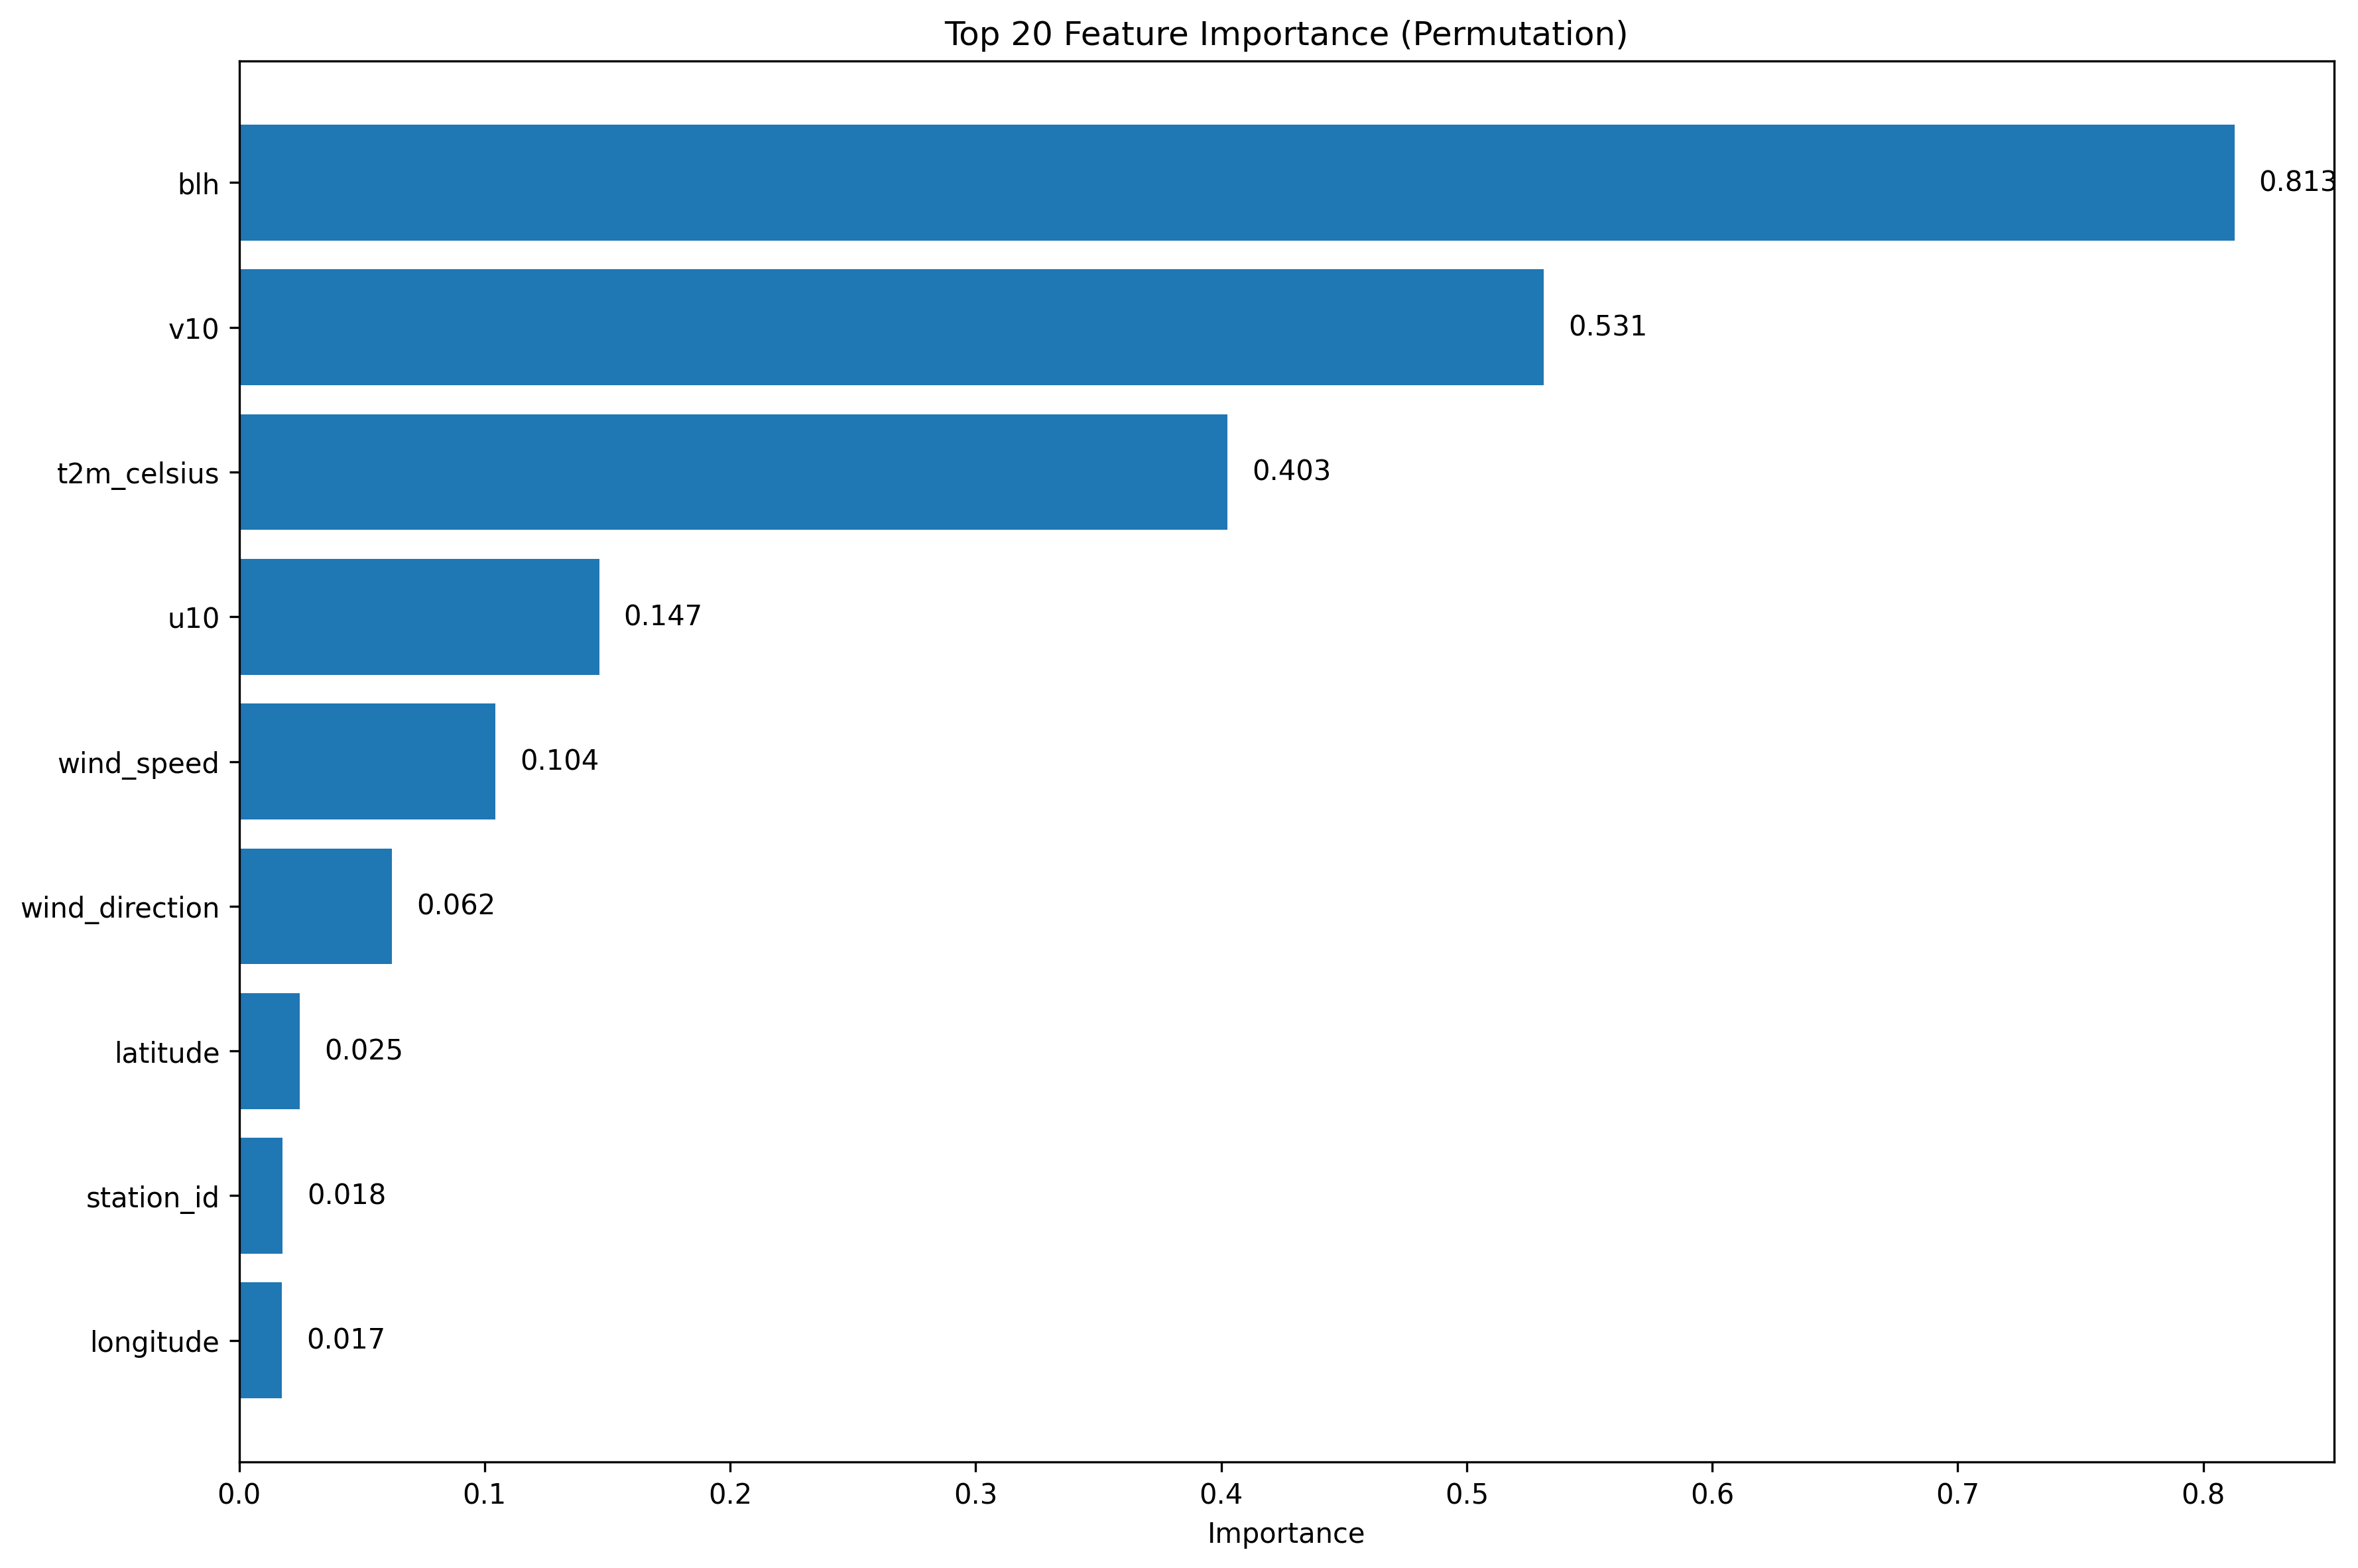 Top 20 Feature Importance (Permutation)
blh
0.813
v10
0.531
t2m_celsius
0.403
u10
0.147
wind_speed
0.104
wind_direction
0.062
latitude
0.025
station_id
0.018
longitude
0.017
0.0 0.1 0.2 0.3 0.4 0.5 0.6 0.7 0.8
Importance